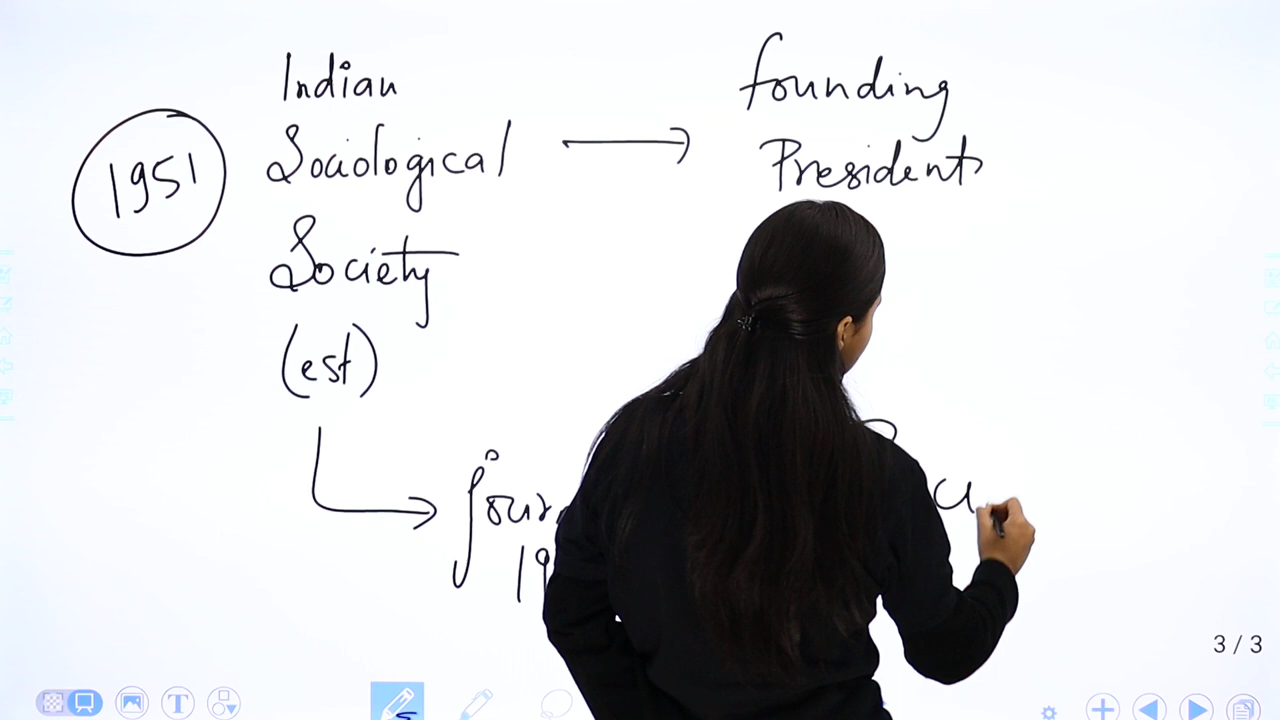 Indian
Sociological
Society
(est)
1951
founding
President
3 / 3
T